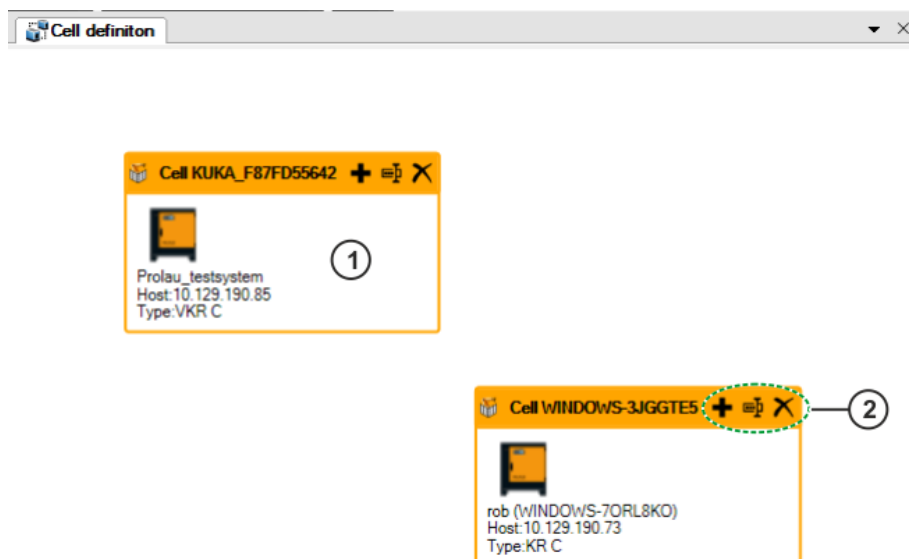 Cell definiton
Cell KUKA_F87FD55642
1
Prolau_testsystem
Host:10.129.190.85
Type:VKR C
Cell WINDOWS-3JGGTE5
2
rob (WINDOWS-7ORL8KO)
Host:10.129.190.73
Type:KR C